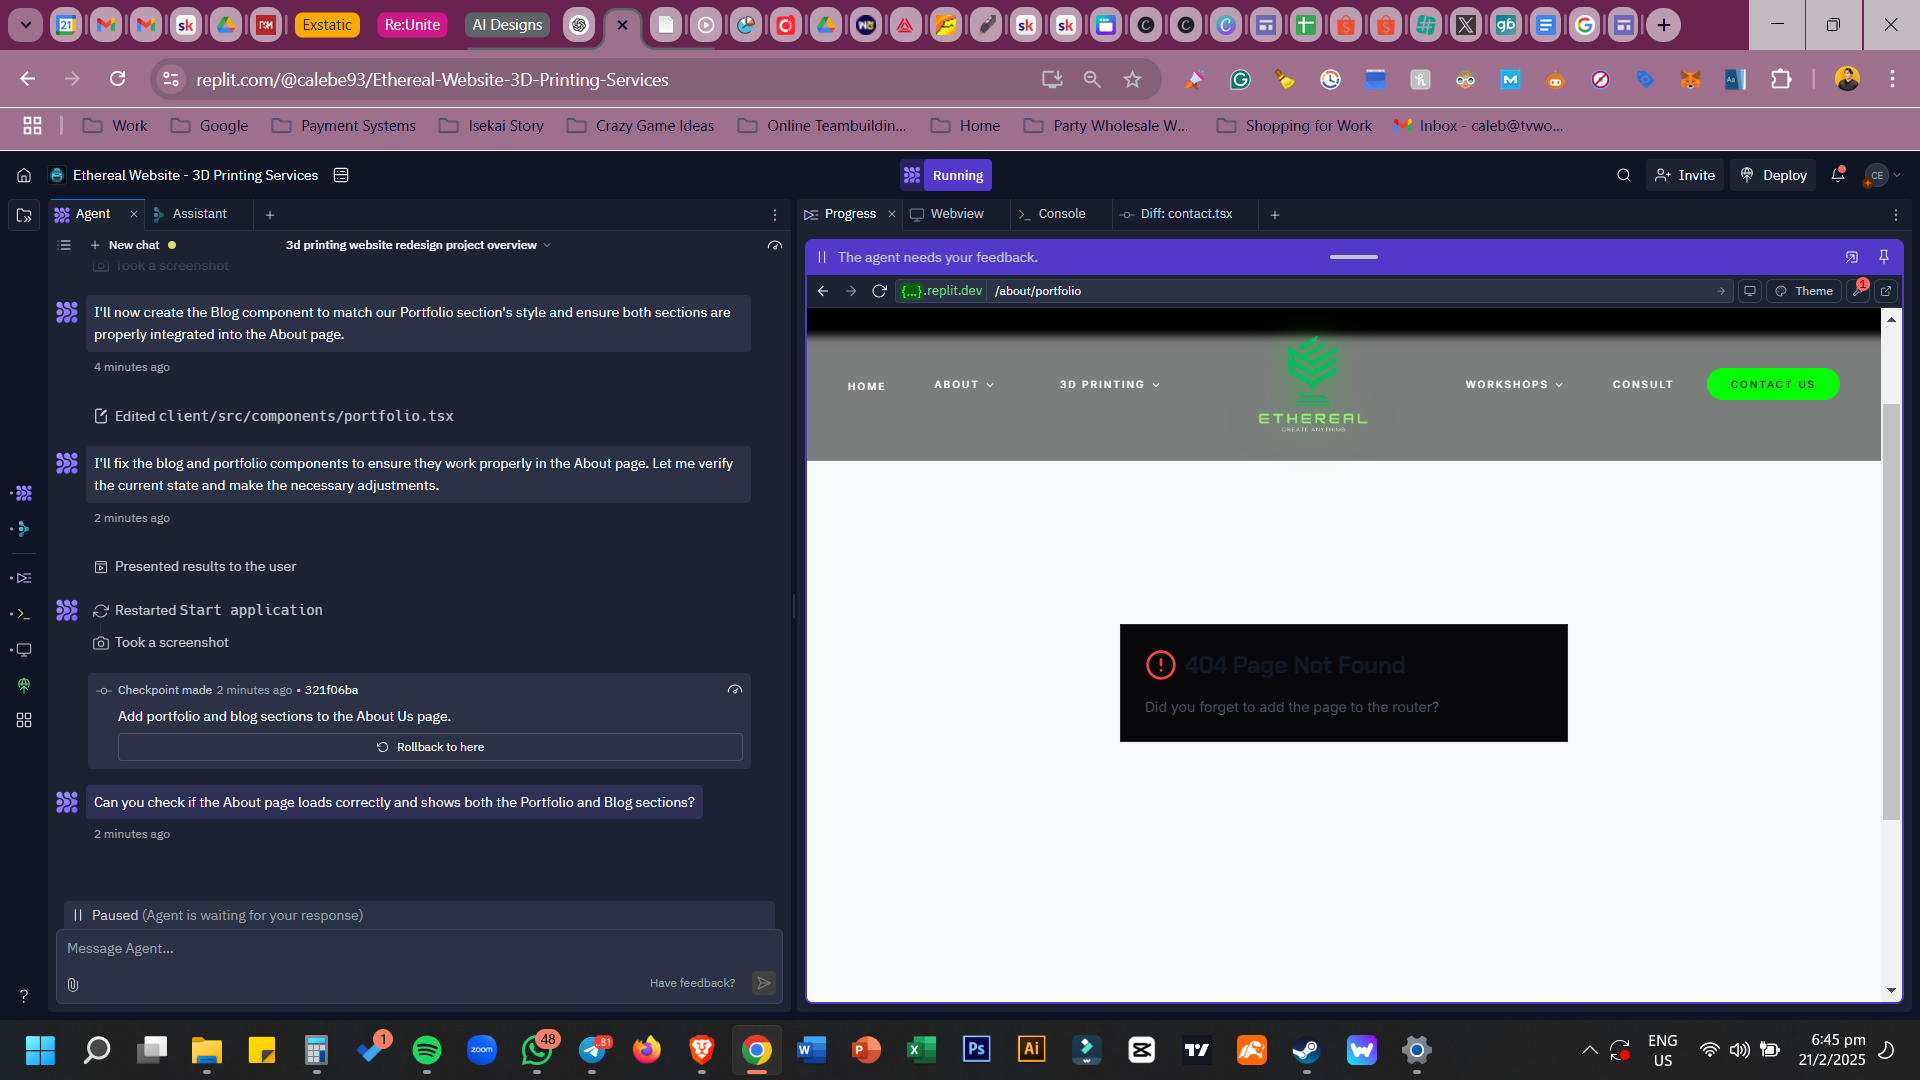 Exstatic
Re:Unite
AI Designs
replit.com/@calebe93/Ethereal-Website-3D-Printing-Services
Work
Google
Payment Systems
Isekai Story
Crazy Game Ideas
Online Teambuildin...
Home
Party Wholesale W...
Shopping for Work
Inbox - caleb@tvwo...
Ethereal Website - 3D Printing Services
Running
Invite
Deploy
CE
Agent
Assistant
New chat
3d printing website redesign project overview
Took a screenshot
I'll now create the Blog component to match our Portfolio section's style and ensure both sections are
properly integrated into the About page.
4 minutes ago
Edited client/src/components/portfolio.tsx
I'll fix the blog and portfolio components to ensure they work properly in the About page. Let me verify
the current state and make the necessary adjustments.
2 minutes ago
Presented results to the user
Restarted Start application
Took a screenshot
Checkpoint made 2 minutes ago • 321f06ba
Add portfolio and blog sections to the About Us page.
Rollback to here
Can you check if the About page loads correctly and shows both the Portfolio and Blog sections?
2 minutes ago
Paused (Agent is waiting for your response)
Message Agent...
Have feedback?
Progress
Webview
Console
Diff: contact.tsx
The agent needs your feedback.
{...}.replit.dev
/about/portfolio
Theme
1
HOME
ABOUT
3D PRINTING
ETHEREAL
CREATE ANYTHING
WORKSHOPS
CONSULT
CONTACT US
404 Page Not Found
Did you forget to add the page to the router?
1
zoom
48
81
Ps
Ai
ENG
US
6:45 pm
21/2/2025